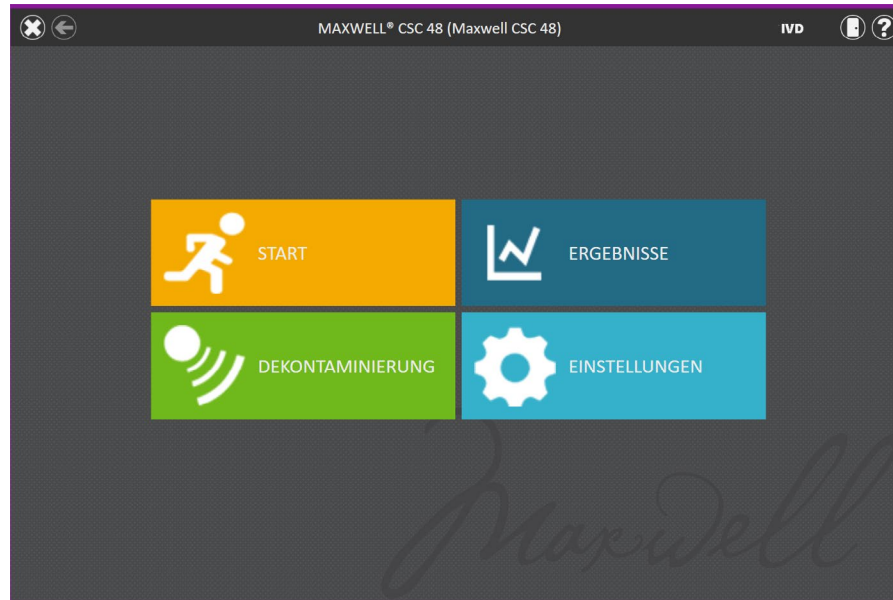 MAXWELL® CSC 48 (Maxwell CSC 48)
IVD
?
START
ERGEBNISSE
DEKONTAMINIERUNG
EINSTELLUNGEN
Maxwell